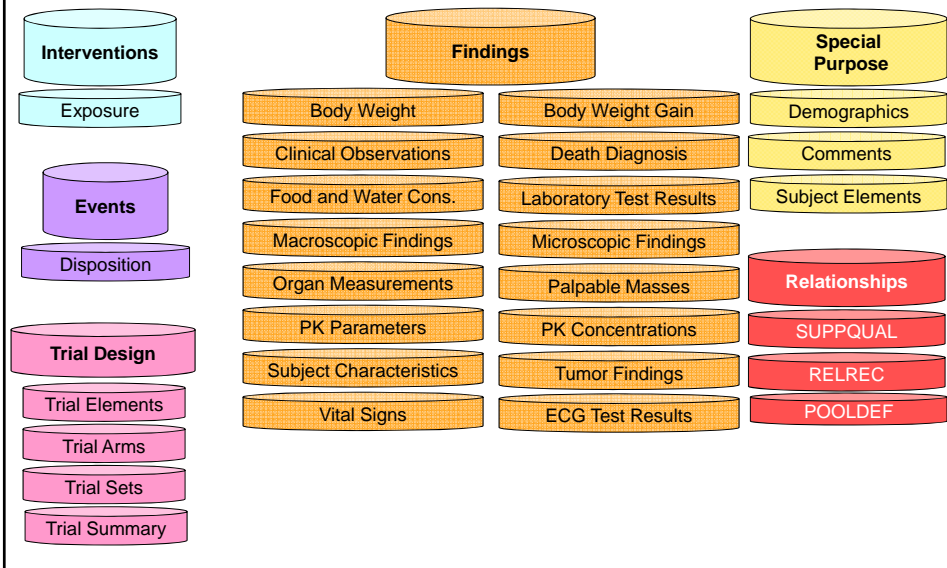 Interventions
Exposure
Events
Disposition
Trial Design
Trial Elements
Trial Arms
Trial Sets
Trial Summary
Findings
Body Weight
Body Weight Gain
Clinical Observations
Death Diagnosis
Food and Water Cons.
Laboratory Test Results
Macroscopic Findings
Microscopic Findings
Organ Measurements
Palpable Masses
PK Parameters
PK Concentrations
Subject Characteristics
Tumor Findings
Vital Signs
ECG Test Results
Special
Purpose
Demographics
Comments
Subject Elements
Relationships
SUPPQUAL
RELREC
POOLDEF